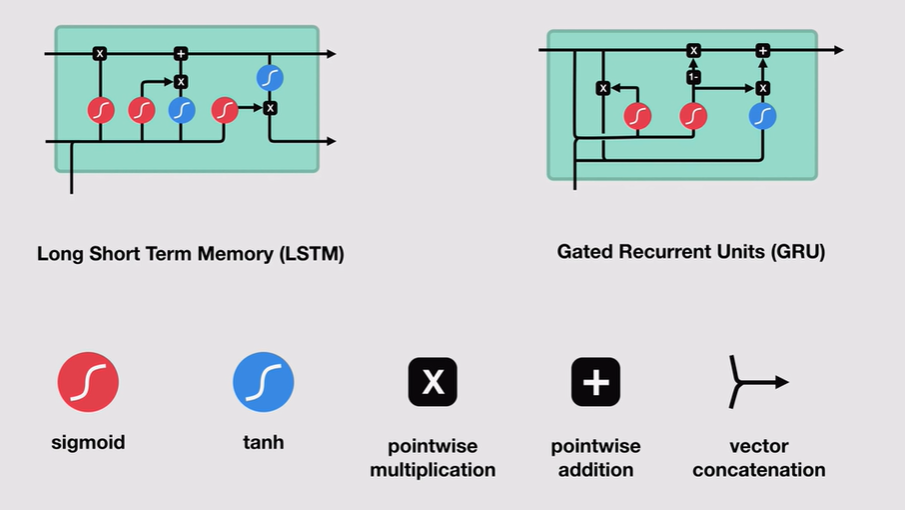 X
+
X
X
X
+
1-
X
X
Long Short Term Memory (LSTM)
Gated Recurrent Units (GRU)
X
+
sigmoid
tanh
pointwise
multiplication
pointwise
addition
vector
concatenation